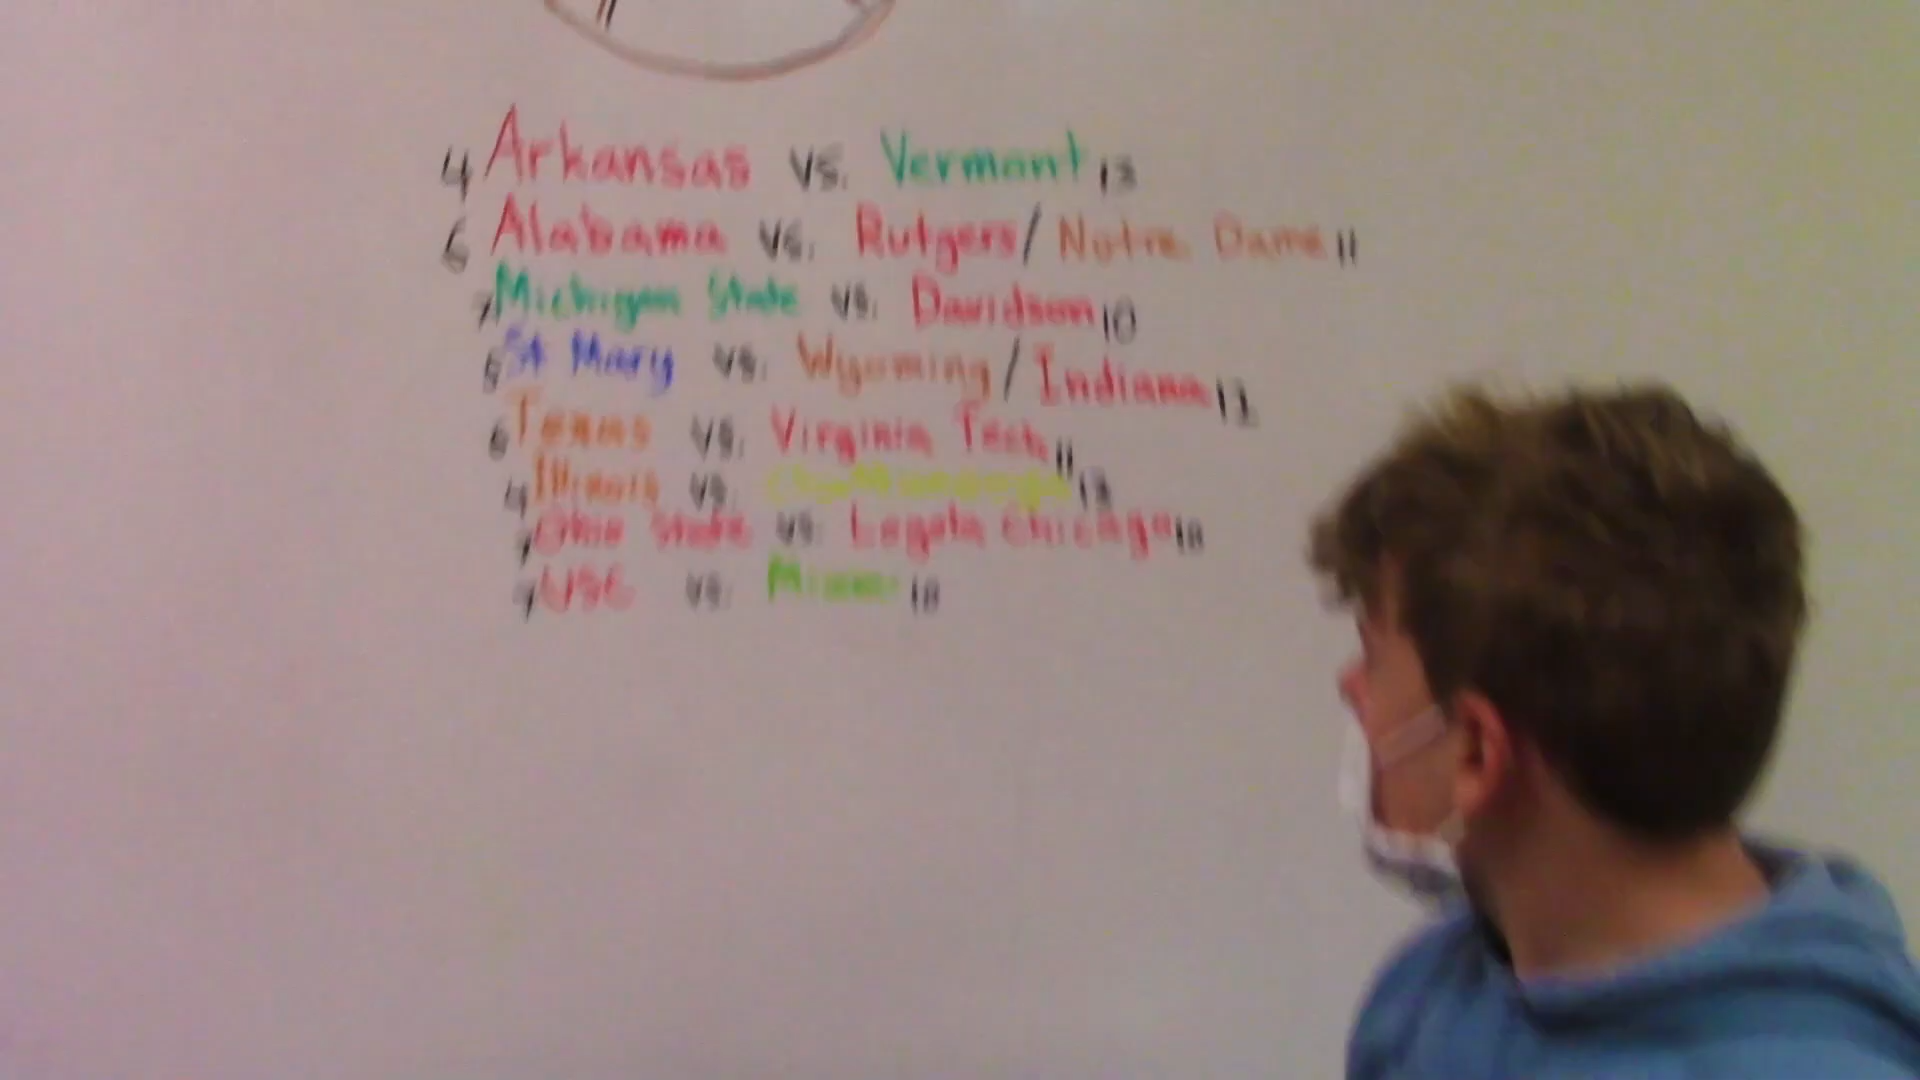 4 Arkansas vs. Vermont 13
6 Alabama vs. Rutgers/Notre Dame 11
7 Michigan State vs. Davidson 10
5 St Mary vs. Wyoming/Indiana 12
6 Texas vs. Virginia Tech 11
4 Illinois vs. Chattanooga 13
7 Ohio State vs. Loyola Chicago 10
7 USC vs. Miami 10